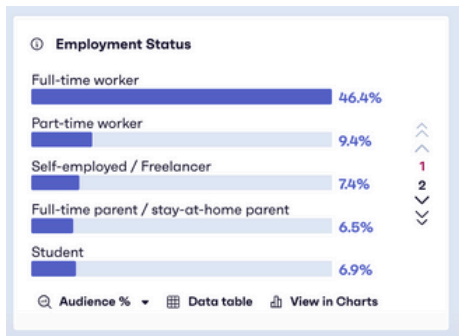 Employment Status
Full-time worker
46.4%
Part-time worker
9.4%
Self-employed / Freelancer
7.4%
Full-time parent / stay-at-home parent
6.5%
Student
6.9%
1
2
Audience % Data table View in Charts